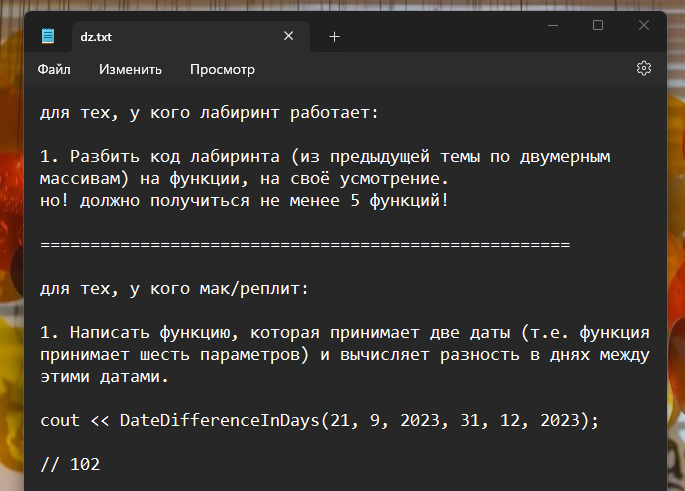 dz.txt
Файл Изменить Просмотр
для тех, у кого лабиринт работает:
1. Разбить код лабиринта (из предыдущей темы по двумерным
массивам) на функции, на своё усмотрение.
но! должно получиться не менее 5 функций!
=====================================================
для тех, у кого мак/реплит:
1. Написать функцию, которая принимает две даты (т.е. функция
принимает шесть параметров) и вычисляет разность в днях между
этими датами.
cout << DateDifferenceInDays(21, 9, 2023, 31, 12, 2023);
// 102